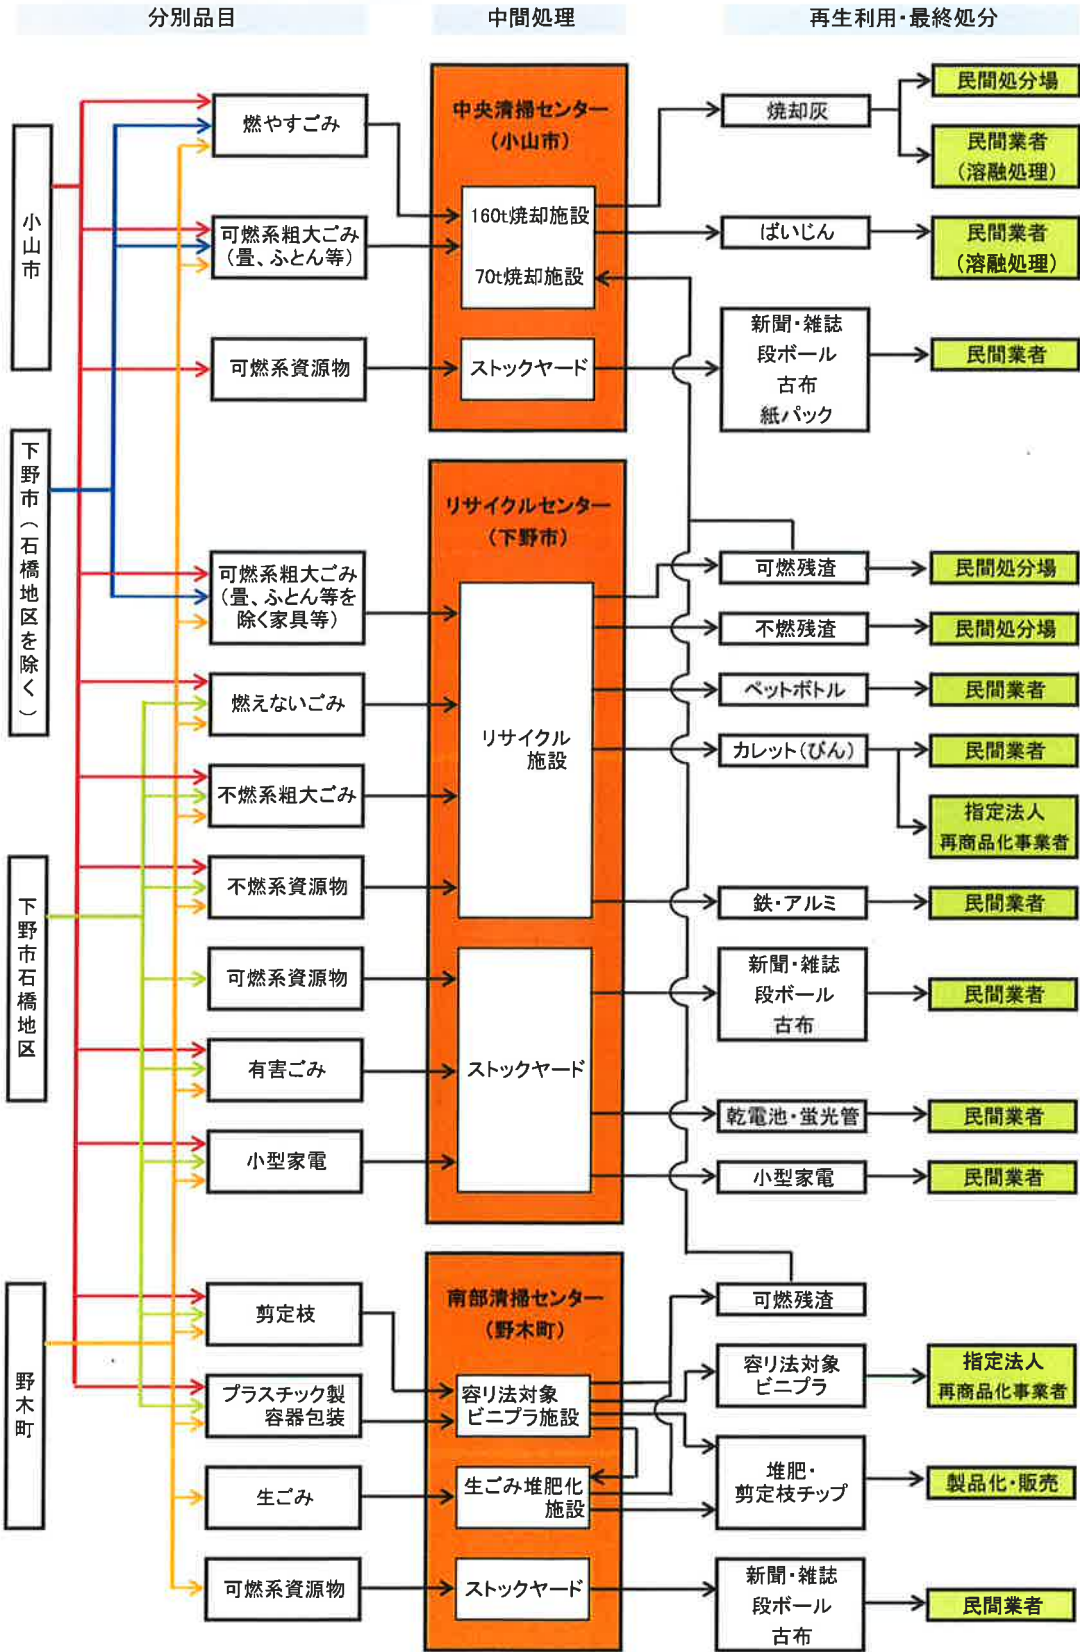 分別品目
中間処理
再生利用・最終処分
小山市
下野市（石橋地区を除く）
下野市石橋地区
野木町
燃やすごみ
可燃系粗大ごみ
（畳、ふとん等）
可燃系資源物
可燃系粗大ごみ
（畳、ふとん等を
除く家具等）
燃えないごみ
不燃系粗大ごみ
不燃系資源物
可燃系資源物
有害ごみ
小型家電
剪定枝
プラスチック製
容器包装
生ごみ
可燃系資源物
中央清掃センター
（小山市）
160t焼却施設
70t焼却施設
ストックヤード
リサイクルセンター
（下野市）
リサイクル
施設
ストックヤード
南部清掃センター
（野木町）
容リ法対象
ビニプラ施設
生ごみ堆肥化
施設
ストックヤード
焼却灰
ばいじん
新聞・雑誌
段ボール
古布
紙パック
可燃残渣
不燃残渣
ペットボトル
カレット（びん）
鉄・アルミ
新聞・雑誌
段ボール
古布
乾電池・蛍光管
小型家電
可燃残渣
容リ法対象
ビニプラ
堆肥・
剪定枝チップ
新聞・雑誌
段ボール
古布
民間処分場
民間業者
（溶融処理）
民間業者
（溶融処理）
民間業者
民間処分場
民間処分場
民間業者
民間業者
指定法人
再商品化事業者
民間業者
民間業者
民間業者
民間業者
指定法人
再商品化事業者
製品化・販売
民間業者